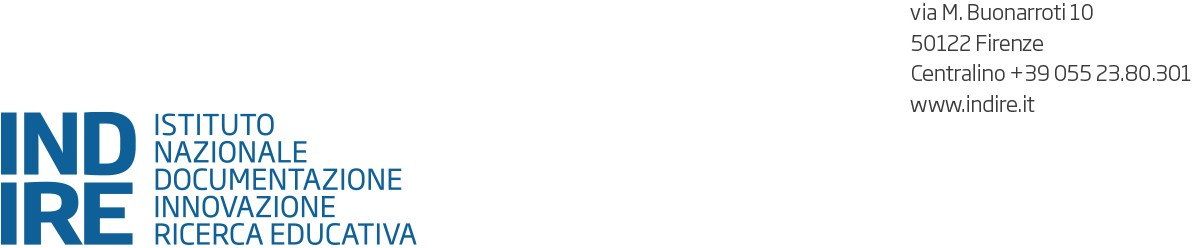 via M. Buonarroti 10
50122 Firenze
Centralino +39 055 23.80.301
www.indire.it
IND
IRE
ISTITUTO
NAZIONALE
DOCUMENTAZIONE
INNOVAZIONE
RICERCA EDUCATIVA